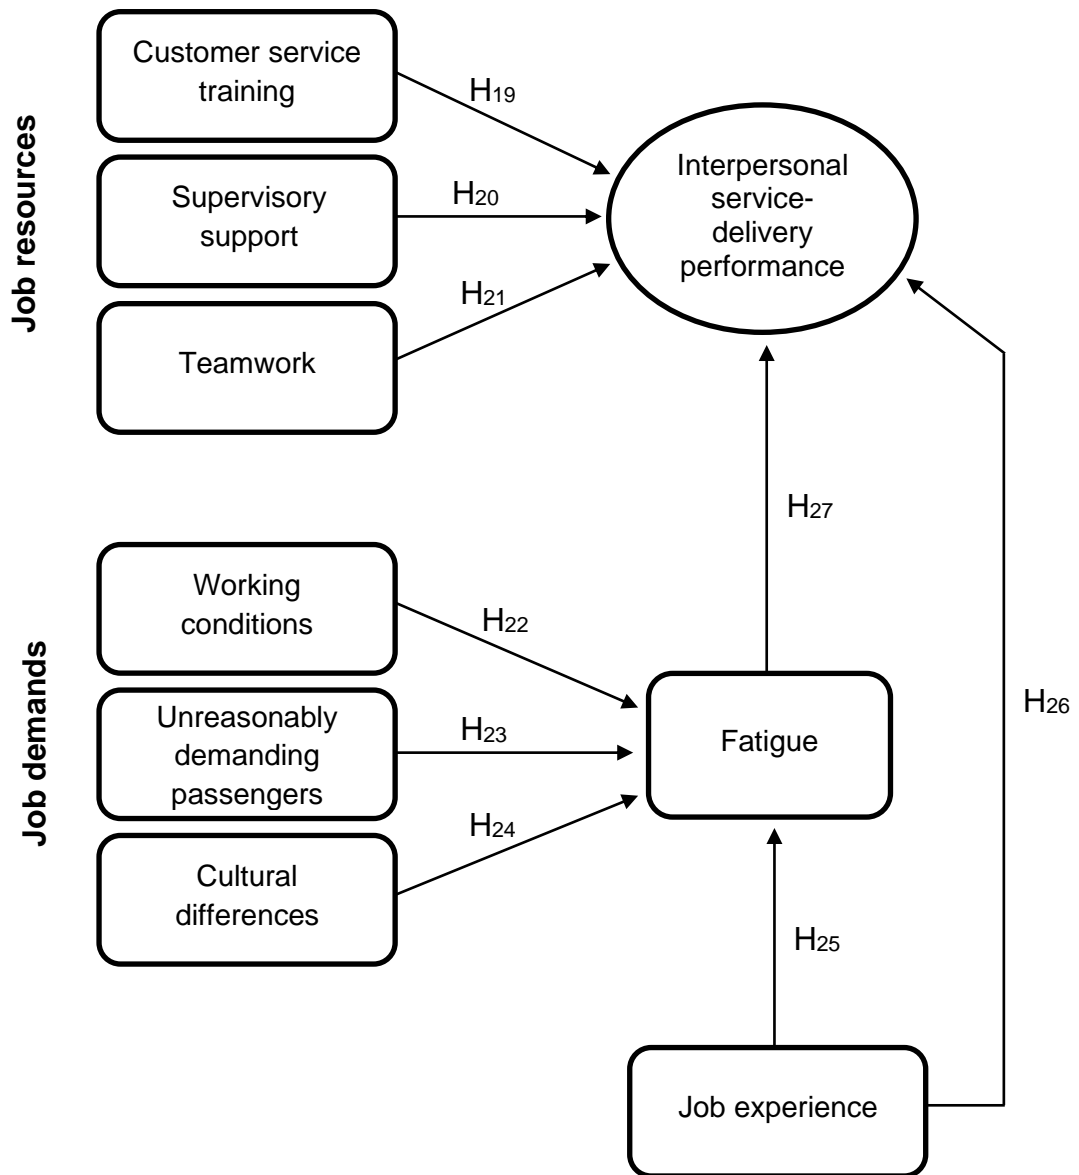 Job resources
Customer service
training
H19
Supervisory
support
H20
Teamwork
H21
Interpersonal
service-
delivery
performance
H27
H26
Job demands
Working
conditions
H22
Unreasonably
demanding
passengers
H23
Cultural
differences
H24
Fatigue
H25
Job experience